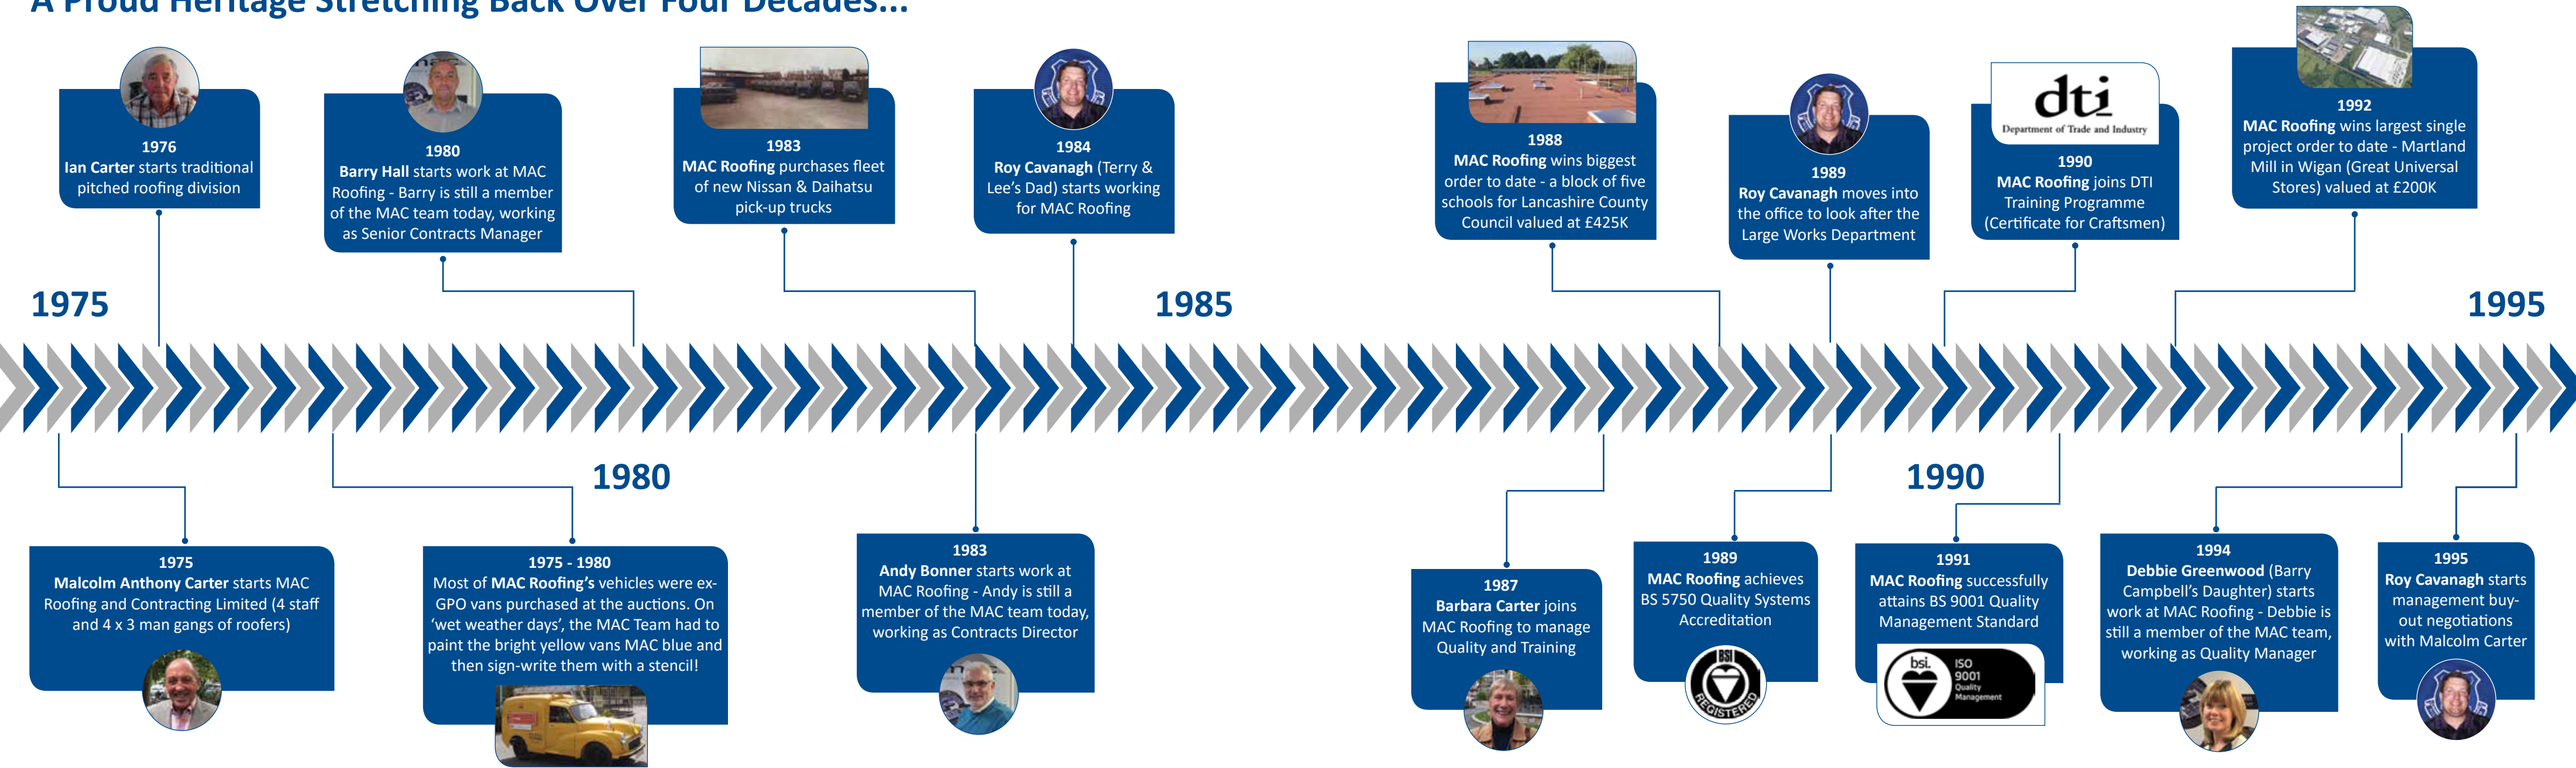 A Proud Heritage Stretching Back Over Four Decades...
1976
Ian Carter starts traditional
pitched roofing division
1980
Barry Hall starts work at MAC
Roofing - Barry is still a member
of the MAC team today, working
as Senior Contracts Manager
1983
MAC Roofing purchases fleet
of new Nissan & Daihatsu
pick-up trucks
1984
Roy Cavanagh (Terry &
Lee's Dad) starts working
for MAC Roofing
1988
MAC Roofing wins biggest
order to date - a block of five
schools for Lancashire County
Council valued at £425K
1989
Roy Cavanagh moves into
the office to look after the
Large Works Department
dti
Department of Trade and Industry
1990
MAC Roofing joins DTI
Training Programme
(Certificate for Craftsmen)
1992
MAC Roofing wins largest single
project order to date - Martland
Mill in Wigan (Great Universal
Stores) valued at £200K
1975
1985
1995
1980
1990
1975
Malcolm Anthony Carter starts MAC
Roofing and Contracting Limited (4 staff
and 4 x 3 man gangs of roofers)
1975 - 1980
Most of MAC Roofing's vehicles were ex-
GPO vans purchased at the auctions. On
‘wet weather days’, the MAC Team had to
paint the bright yellow vans MAC blue and
then sign-write them with a stencil!
1983
Andy Bonner starts work at
MAC Roofing - Andy is still a
member of the MAC team today,
working as Contracts Director
1987
Barbara Carter joins
MAC Roofing to manage
Quality and Training
1989
MAC Roofing achieves
BS 5750 Quality Systems
Accreditation
BSI
REGISTERED
1991
MAC Roofing successfully
attains BS 9001 Quality
Management Standard
bsi.
ISO
9001
Quality
Management
1994
Debbie Greenwood (Barry
Campbell's Daughter) starts
work at MAC Roofing - Debbie is
still a member of the MAC team,
working as Quality Manager
1995
Roy Cavanagh starts
management buy-
out negotiations
with Malcolm Carter